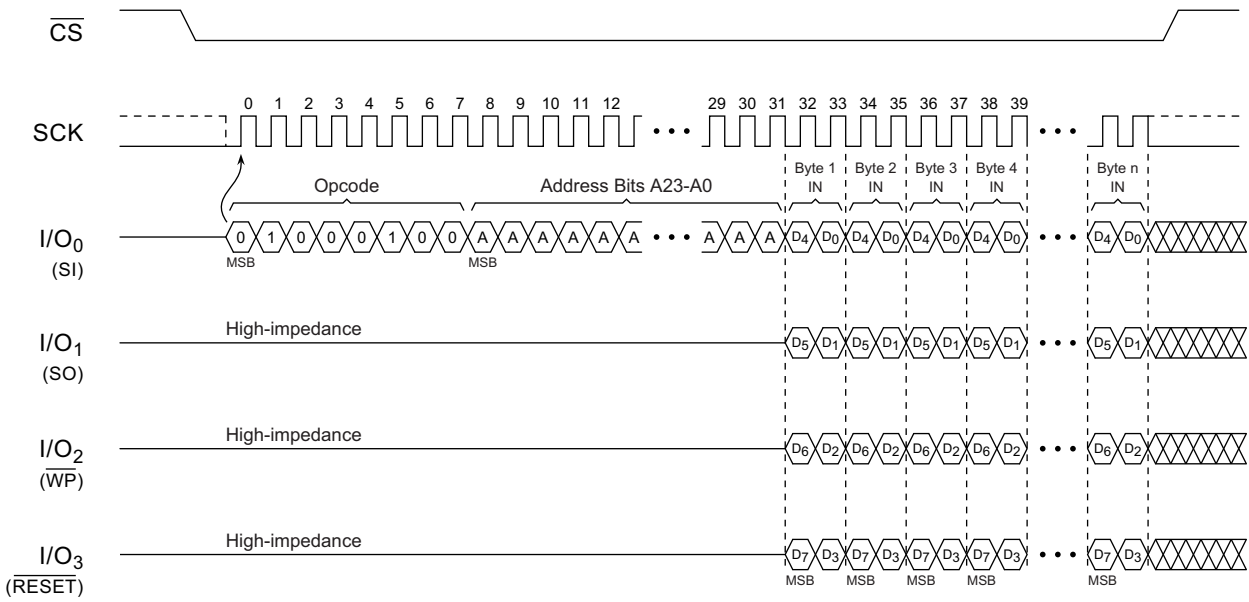 CS
0 1 2 3 4 5 6 7 8 9 10 11 12 29 30 31 32 33 34 35 36 37 38 39
SCK
Opcode
Address Bits A23-A0
Byte 1 IN
Byte 2 IN
Byte 3 IN
Byte 4 IN
Byte n IN
I/O0 (SI)
0 1 0 0 0 1 0 0 A A A A A A A A A D4 D0 D4 D0 D4 D0 D4 D0 D4 D0
MSB MSB
High-impedance
I/O1 (SO)
D5 D1 D5 D1 D5 D1 D5 D1 D5 D1
High-impedance
I/O2 (WP)
D6 D2 D6 D2 D6 D2 D6 D2 D6 D2
High-impedance
I/O3 (RESET)
D7 D3 D7 D3 D7 D3 D7 D3 D7 D3
MSB MSB MSB MSB MSB